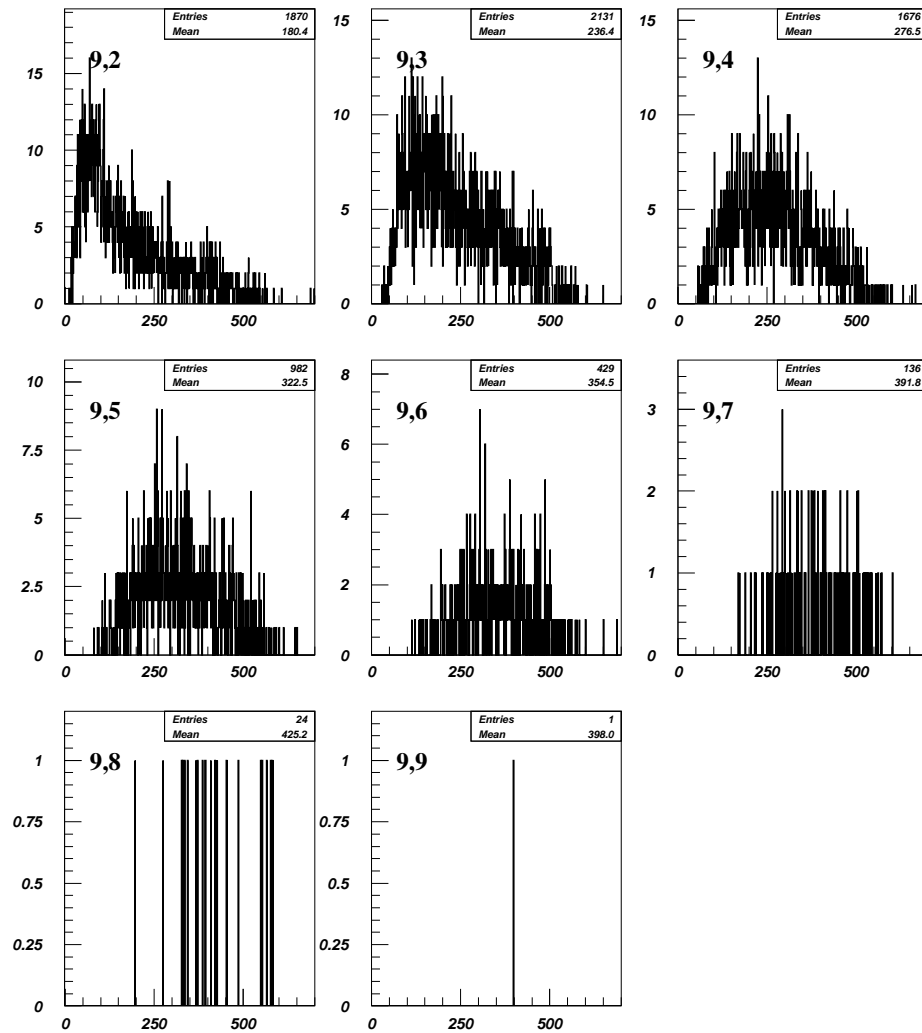 Entries 1870
Mean 180.4
9,2
15
10
5
0
0 250 500
Entries 2131
Mean 236.4
9,3
15
10
5
0
0 250 500
Entries 1676
Mean 276.5
9,4
15
10
5
0
0 250 500
Entries 982
Mean 322.5
9,5
10
7.5
5
2.5
0
0 250 500
Entries 429
Mean 354.5
9,6
8
6
4
2
0
0 250 500
Entries 136
Mean 391.8
9,7
3
2
1
0
0 250 500
Entries 24
Mean 425.2
9,8
1
0.75
0.5
0.25
0
0 250 500
Entries 1
Mean 398.0
9,9
1
0.75
0.5
0.25
0
0 250 500